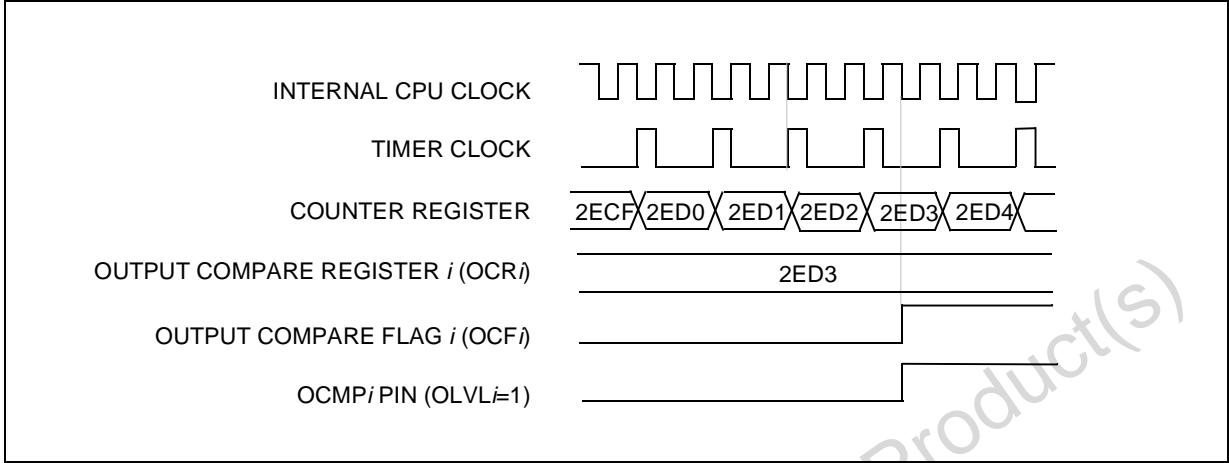 INTERNAL CPU CLOCK
TIMER CLOCK
COUNTER REGISTER 2ECF 2ED0 2ED1 2ED2 2ED3 2ED4
OUTPUT COMPARE REGISTER i (OCRi) 2ED3
OUTPUT COMPARE FLAG i (OCFi)
OCMPi PIN (OLVLi=1)
Product(s)